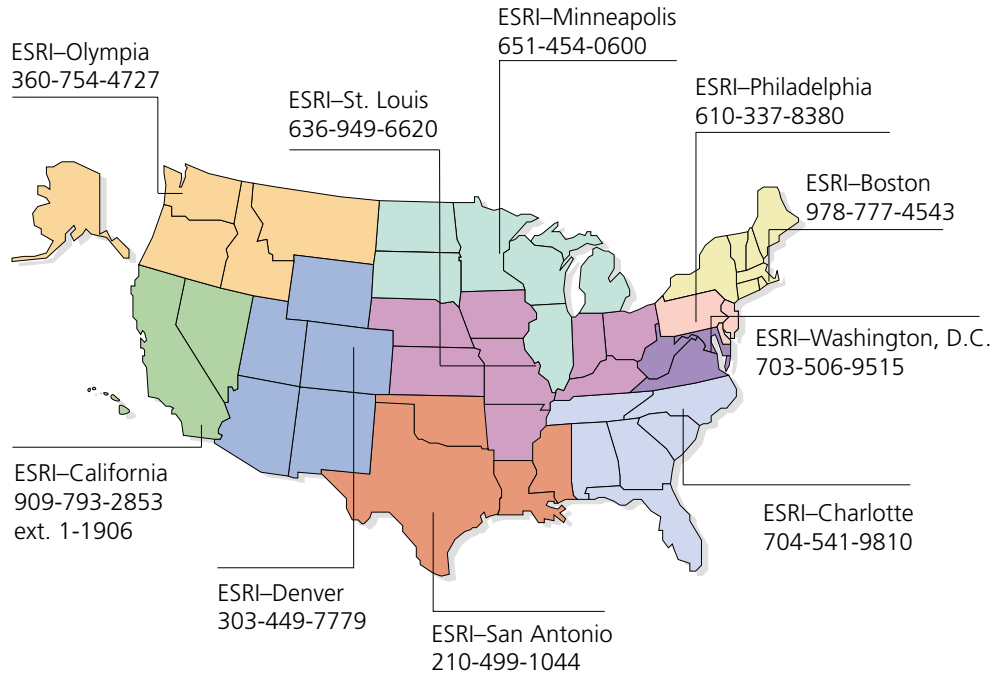 ESRI–Minneapolis
651-454-0600
ESRI–Olympia
360-754-4727
ESRI–St. Louis
636-949-6620
ESRI–Philadelphia
610-337-8380
ESRI–Boston
978-777-4543
ESRI–Washington, D.C.
703-506-9515
ESRI–California
909-793-2853
ext. 1-1906
ESRI–Charlotte
704-541-9810
ESRI–Denver
303-449-7779
ESRI–San Antonio
210-499-1044